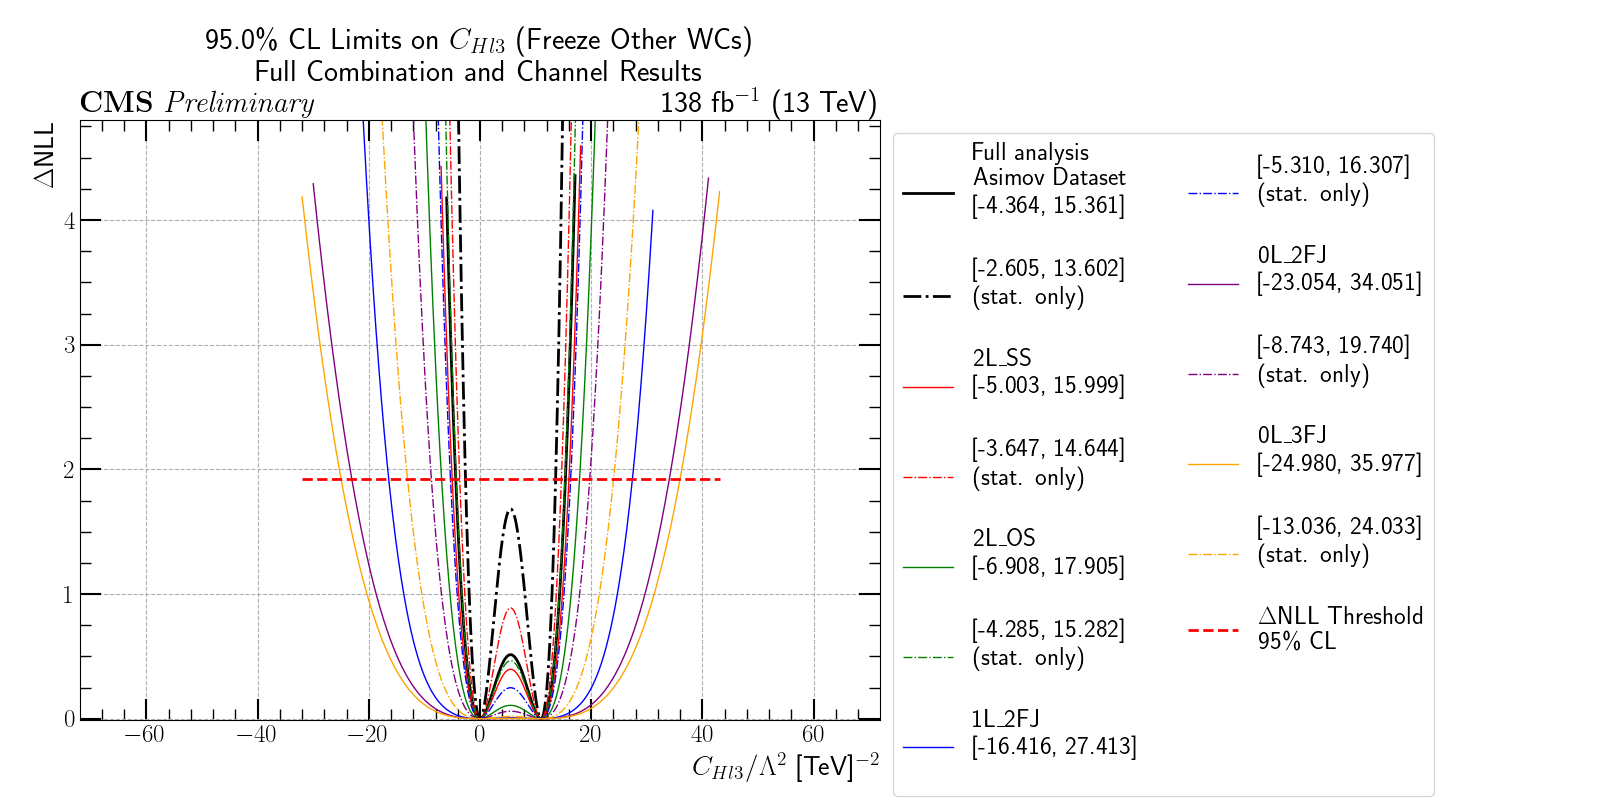 95.0% CL Limits on C_{Hl3} (Freeze Other WCs)
Full Combination and Channel Results
CMS Preliminary
138 fb^{−1} (13 TeV)
ΔNLL
4
3
2
1
0
−60
−40
−20
0
20
40
60
C_{Hl3}/Λ^2 [TeV]^{−2}
Full analysis
Asimov Dataset
[-4.364, 15.361]
[-2.605, 13.602]
(stat. only)
2L_SS
[-5.003, 15.999]
[-3.647, 14.644]
(stat. only)
2L_OS
[-6.908, 17.905]
[-4.285, 15.282]
(stat. only)
1L_2FJ
[-16.416, 27.413]
[-5.310, 16.307]
(stat. only)
0L_2FJ
[-23.054, 34.051]
[-8.743, 19.740]
(stat. only)
0L_3FJ
[-24.980, 35.977]
[-13.036, 24.033]
(stat. only)
ΔNLL Threshold
95% CL